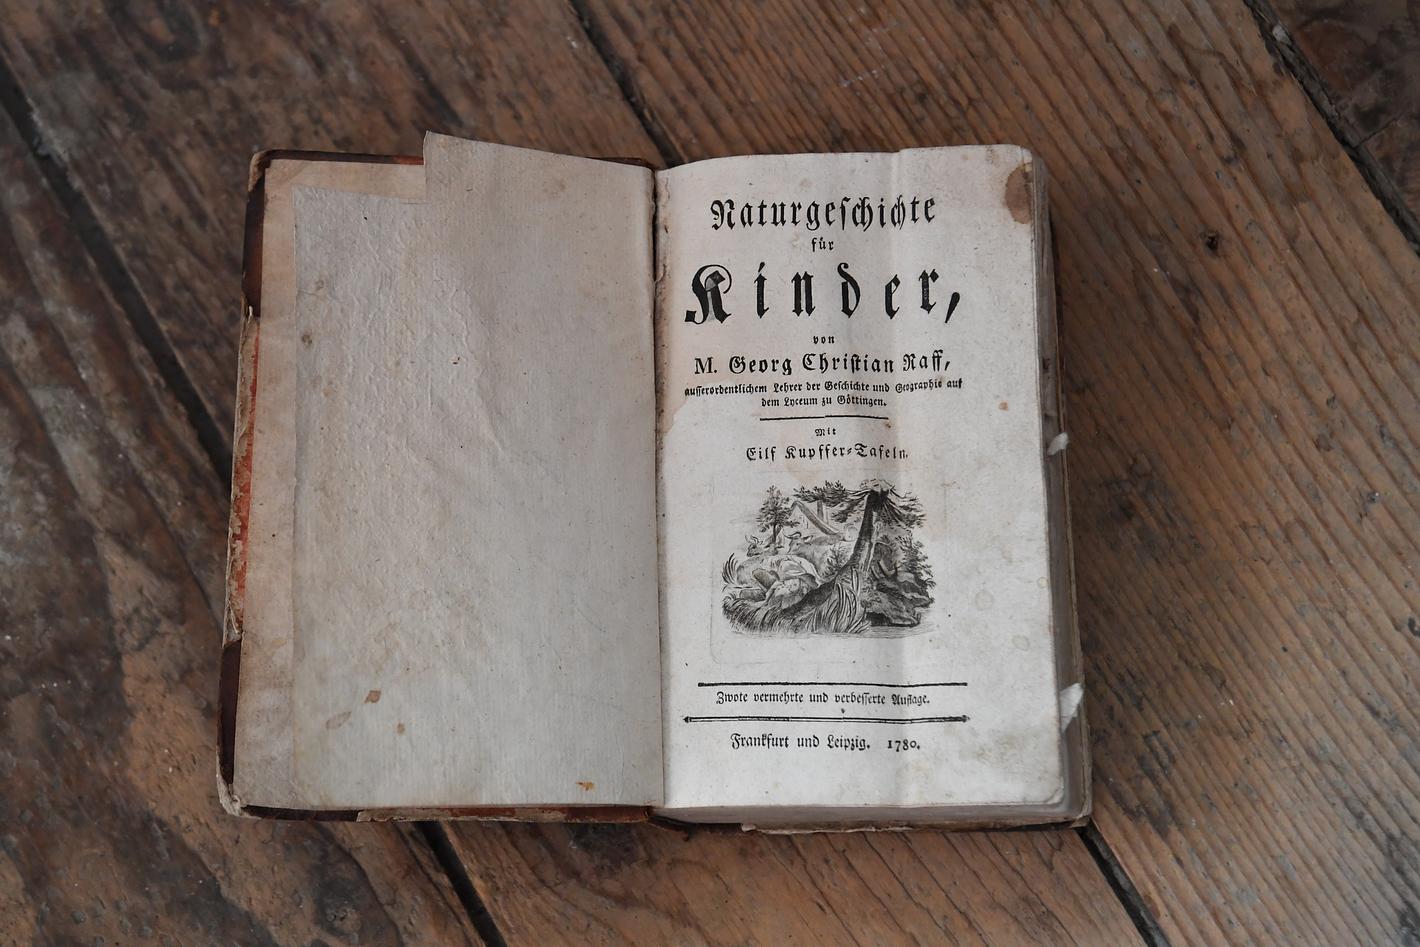 Naturgeſchichte
für
Kinder,
von
M. Georg Chriſtian Raff,
auſſerordentlichem Lehrer der Geſchichte und Geographie auf
dem Lyceum zu Göttingen.
Mit
Eilf Kupffer-Tafeln.
Zwote vermehrte und verbeſſerte Auflage.
Frankfurt und Leipzig. 1780.